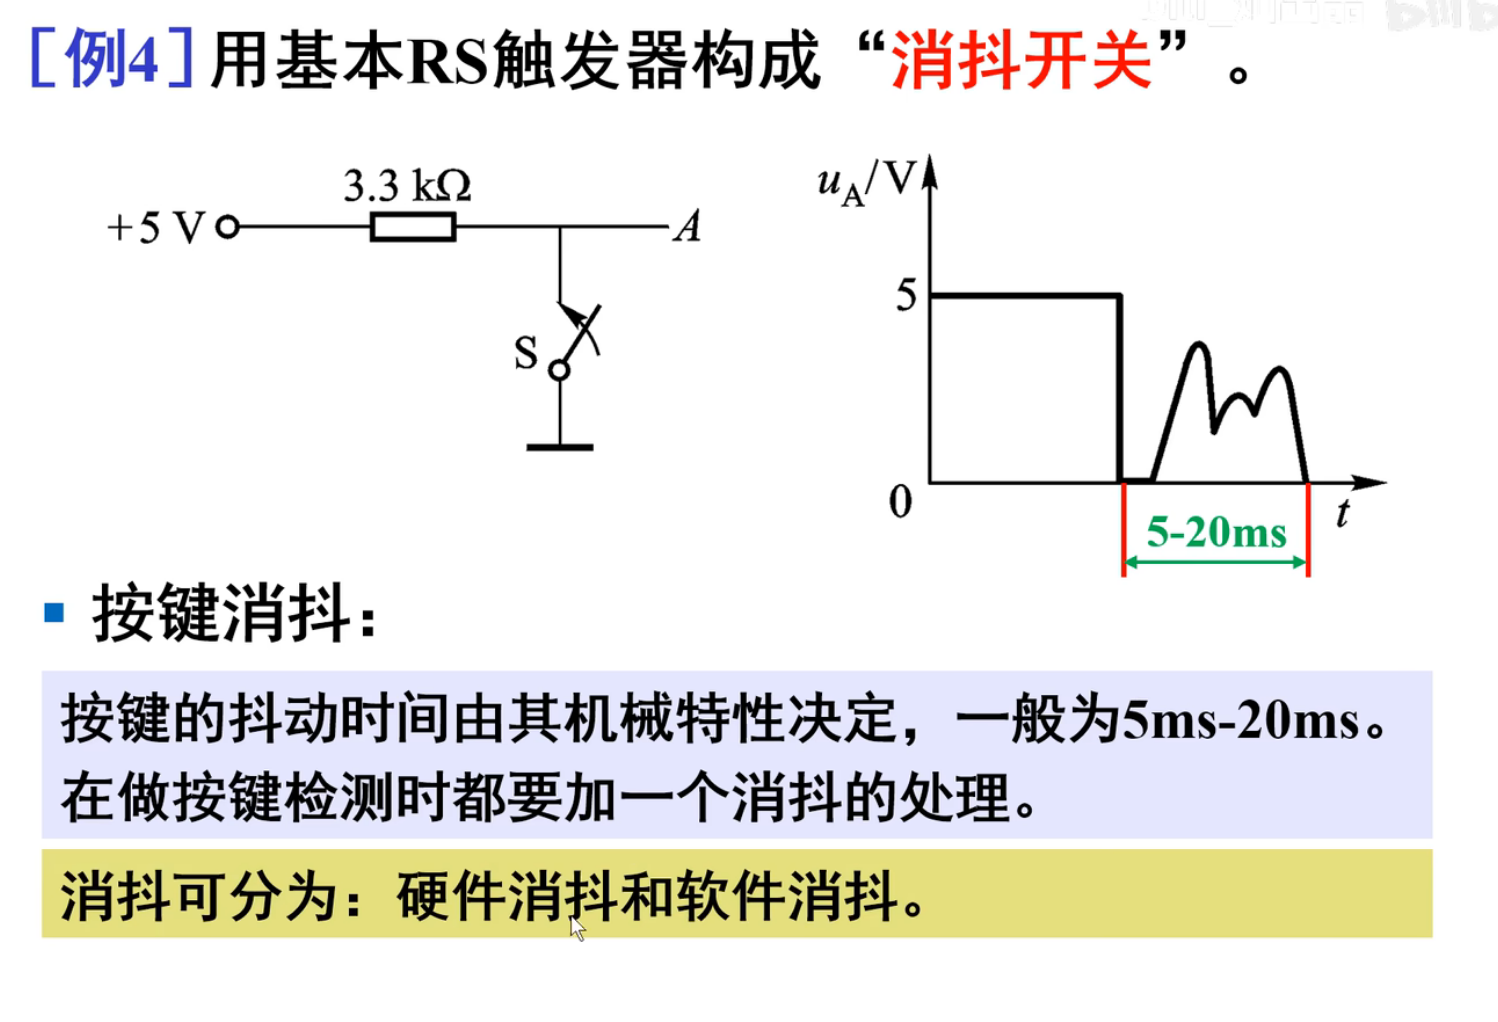 [例4]用基本RS触发器构成“消抖开关”。
3.3 kΩ
+5 V
A
S
uA/V
5
0
t
5-20ms
按键消抖：
按键的抖动时间由其机械特性决定，一般为5ms-20ms。
在做按键检测时都要加一个消抖的处理。
消抖可分为：硬件消抖和软件消抖。